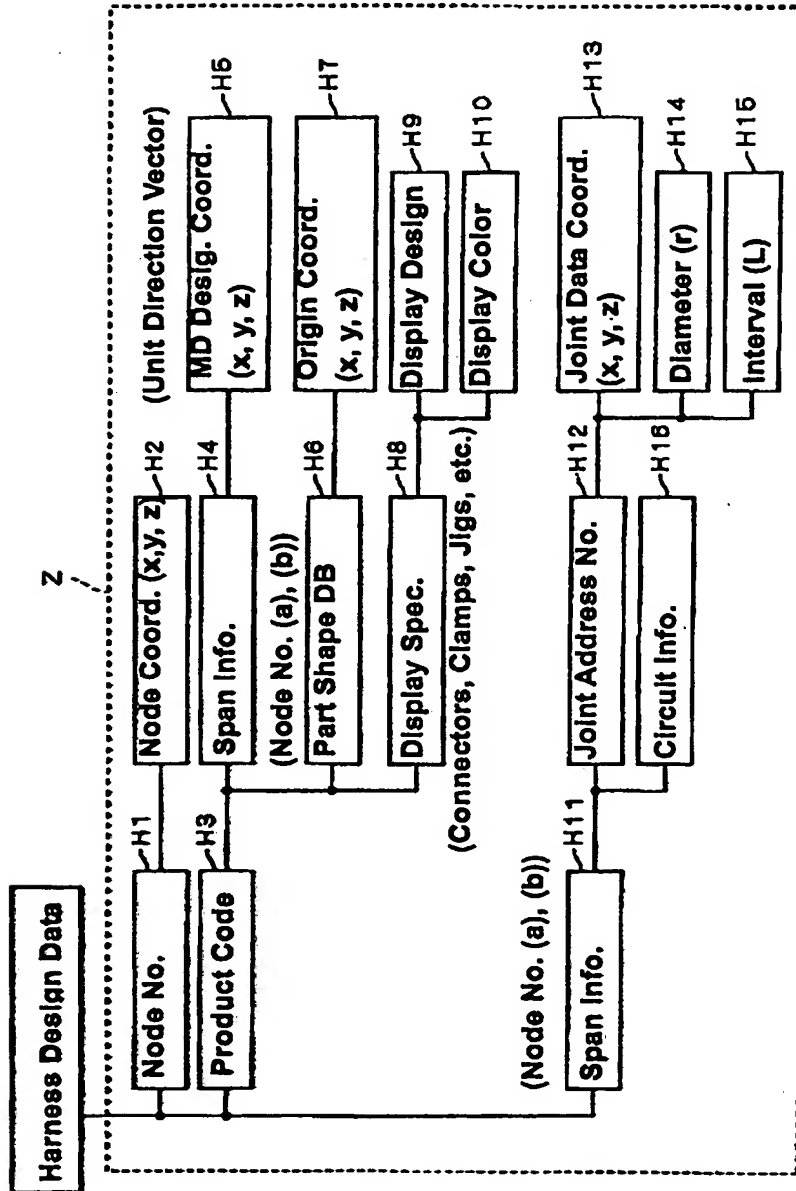 Harness Design Data
Z
H1
Node No.
Node Coord. (x,y, z)
H2
(Unit Direction Vector)
H3
Product Code
Span Info.
H4
MD Desig. Coord.
(x, y, z)
H5
(Node No. (a), (b))
Part Shape DB
H6
Origin Coord.
(x, y, z)
H7
Display Spec.
H8
(Connectors, Clamps, Jigs, etc.)
Display Design
H9
Display Color
H10
(Node No. (a), (b))
Span Info.
H11
Joint Address No.
H12
Joint Data Coord.
(x, y, z)
H13
Diameter (r)
H14
Interval (L)
H15
Circuit Info.
H16